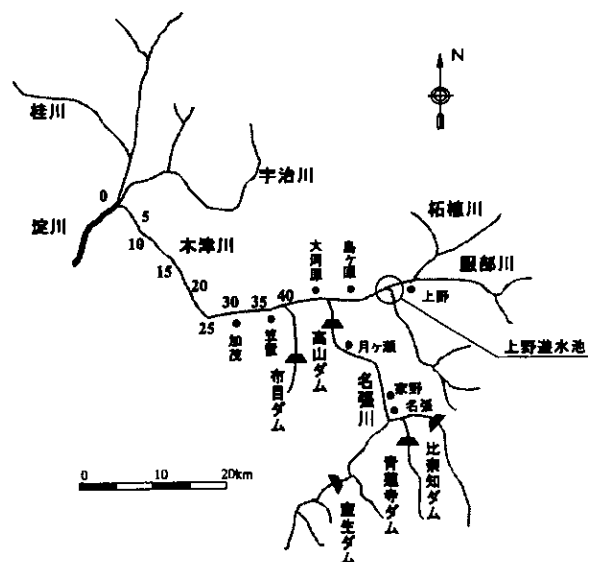 N
桂川
宇治川
柘植川
0
淀川
5
木津川
服部川
10
大河原
島ヶ原
15
20
上野
40
35
30
25
加茂
笠置
高山ダム
月ヶ瀬
上野遊水池
布目ダム
名張川
家野
名張
比奈知ダム
青蓮寺ダム
室生ダム
0 10 20km